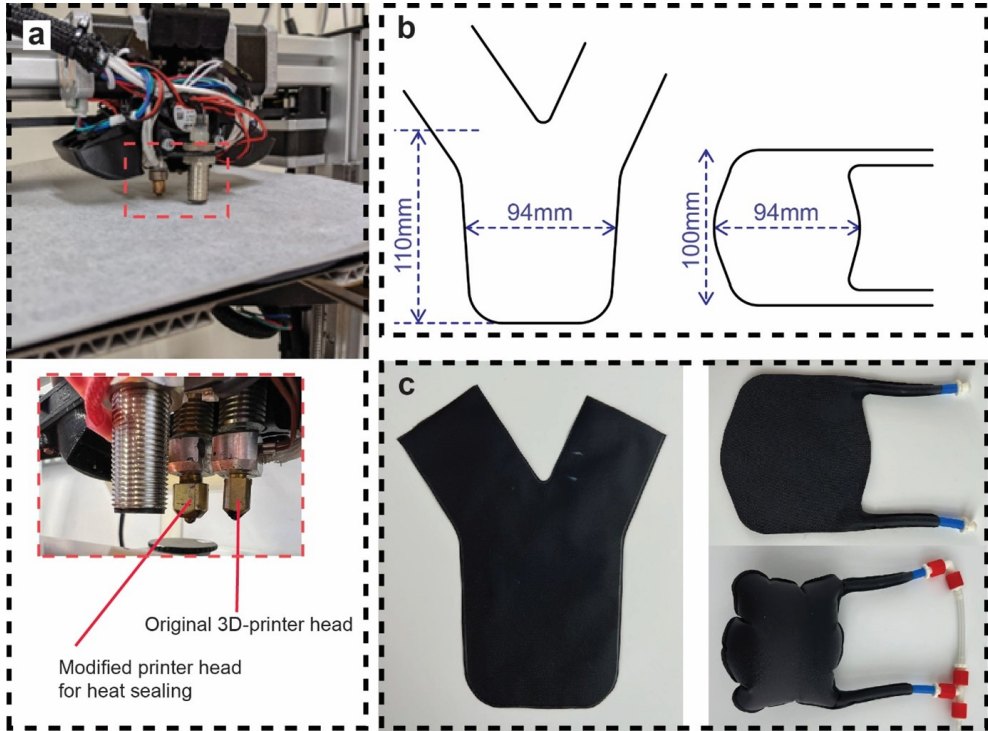 a
Original 3D-printer head
Modified printer head
for heat sealing
b
110mm
94mm
100mm
94mm
c